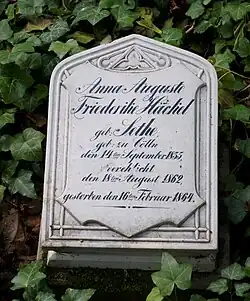 Anna Auguste
Friederike Häckel
geb. Sethe,
geb. zu Cölln
den 14ten September 1835,
verehlicht
den 18ten August 1862,
gestorben den 16ten Februar 1864.